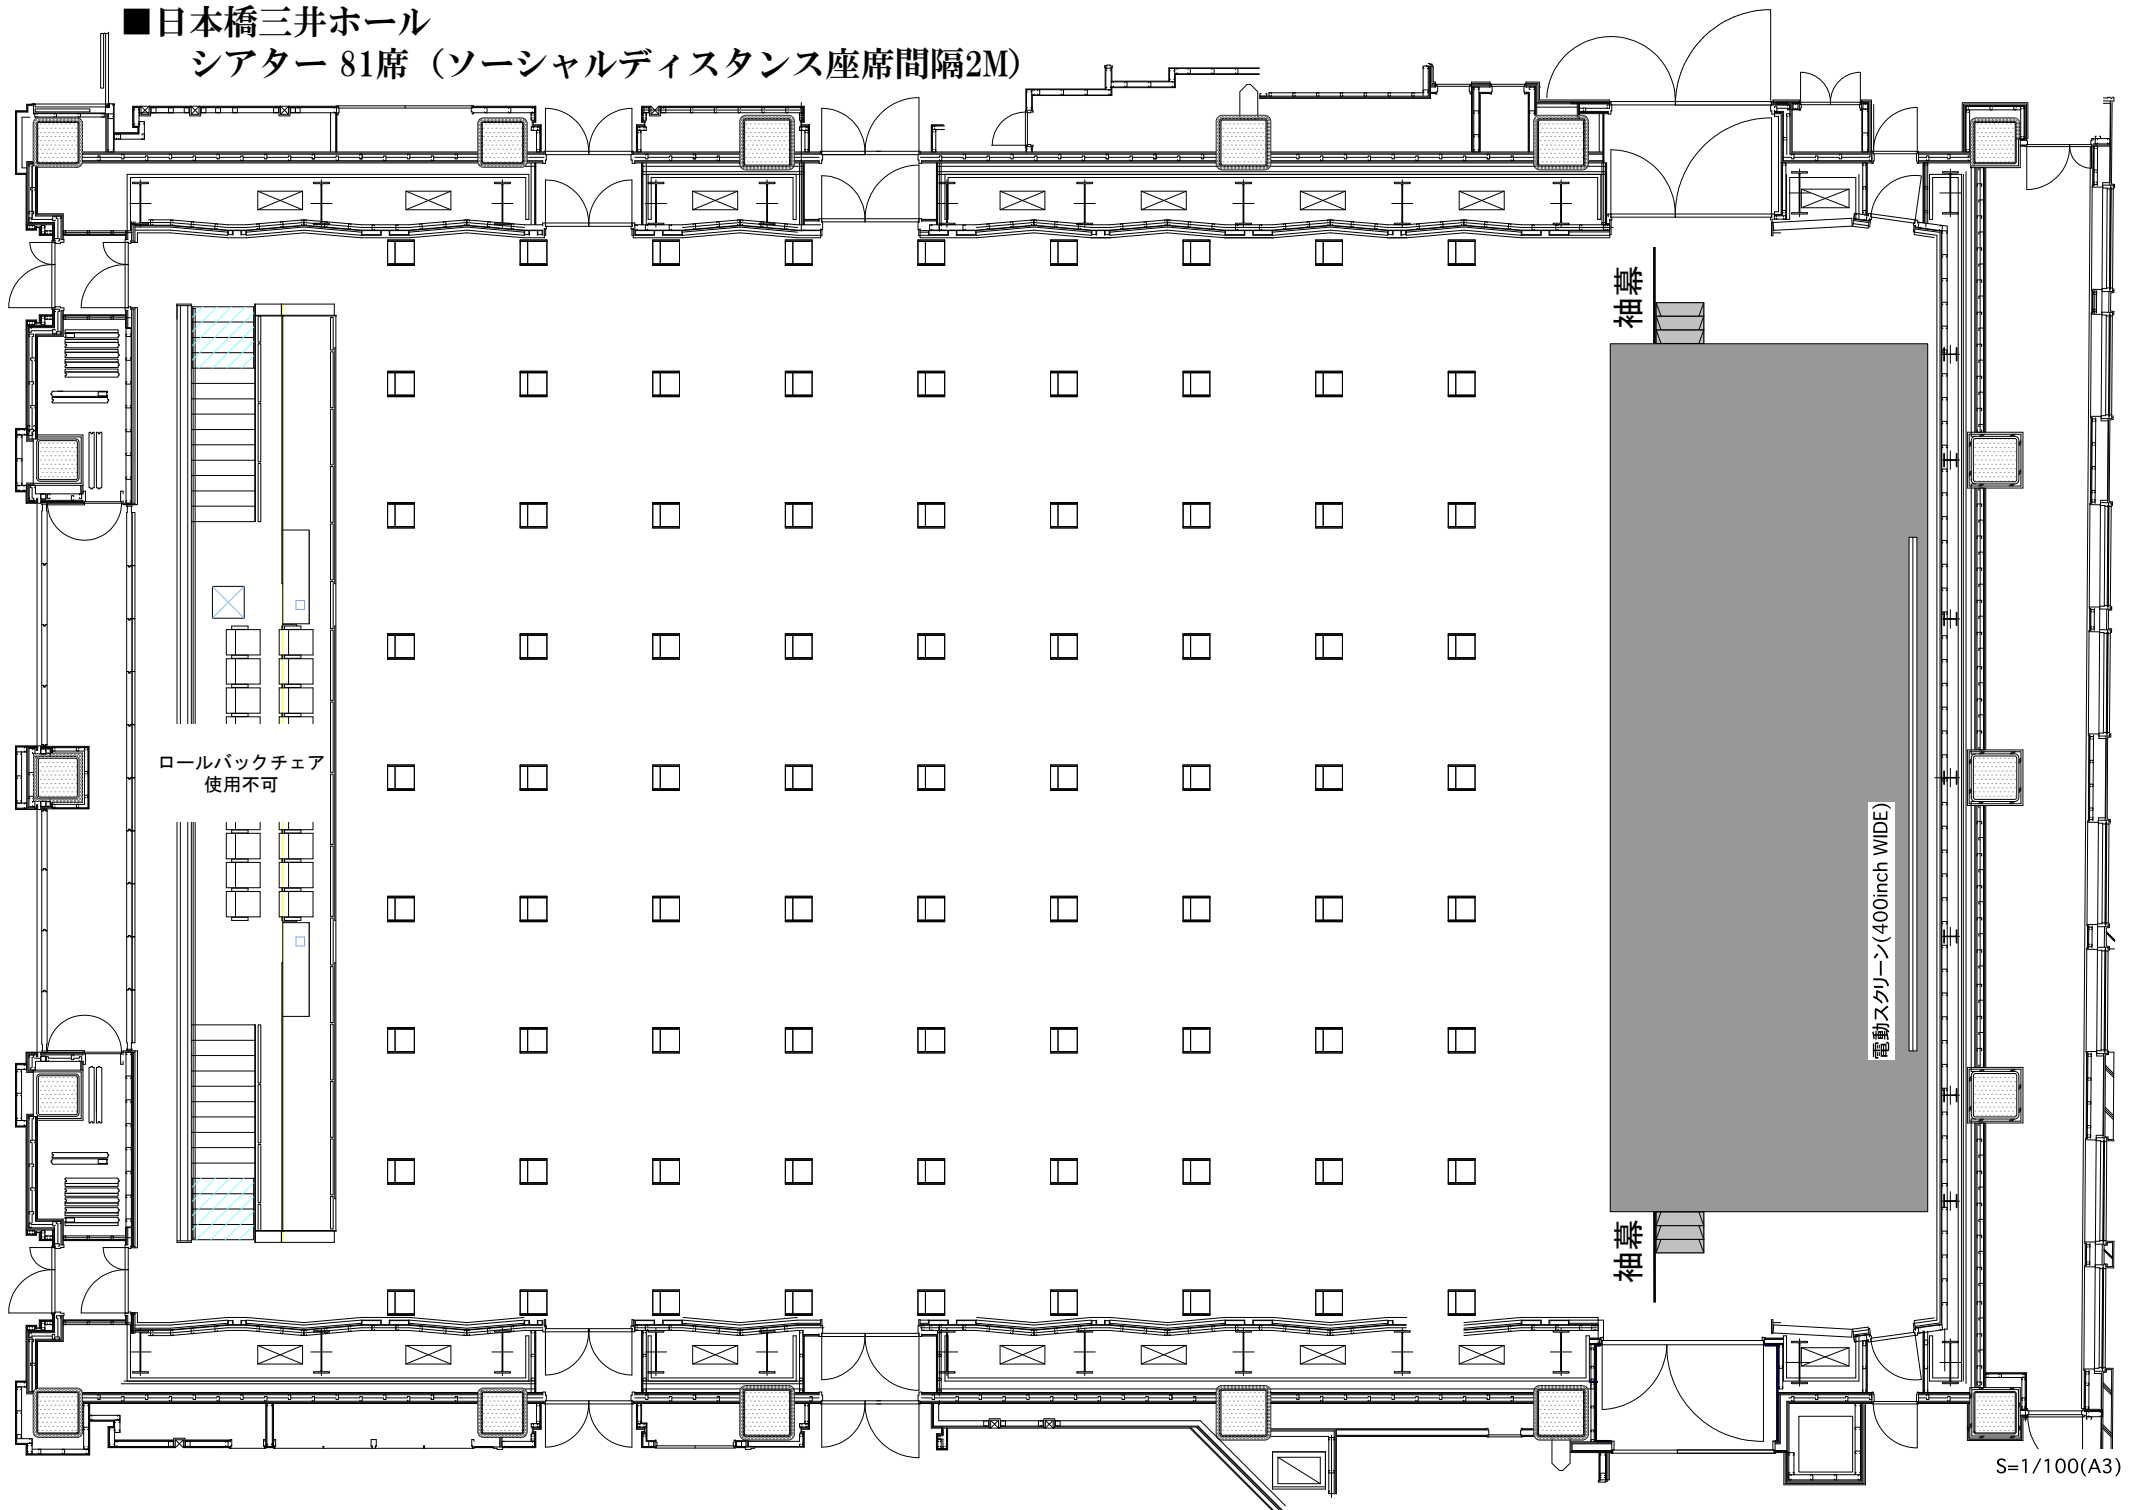 ■日本橋三井ホール
シアター 81席（ソーシャルディスタンス座席間隔2M）
袖幕
ロールバックチェア
使用不可
電動スクリーン(400inch WIDE)
袖幕
S=1/100(A3)